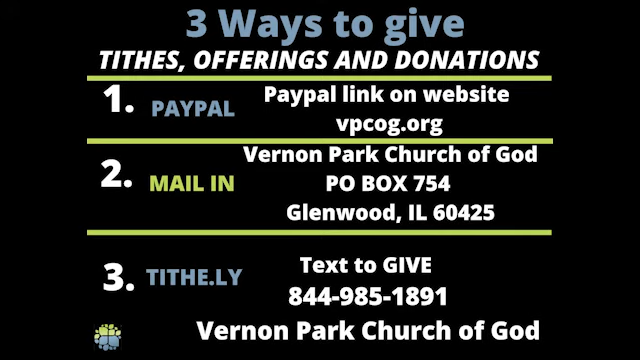 3 Ways to give
TITHES, OFFERINGS AND DONATIONS
1. PAYPAL
Paypal link on website
vpcog.org
2. MAIL IN
Vernon Park Church of God
PO BOX 754
Glenwood, IL 60425
3. TITHE.LY
Text to GIVE
844-985-1891
Vernon Park Church of God